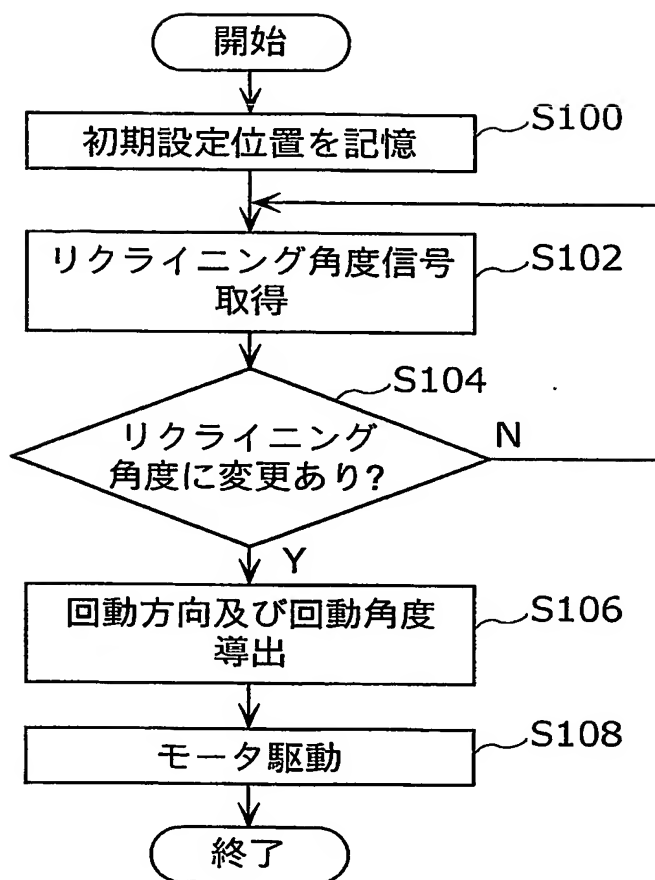 開始
初期設定位置を記憶
S100
リクライニング角度信号
取得
S102
S104
リクライニング
角度に変更あり?
N
Y
回動方向及び回動角度
導出
S106
モータ駆動
S108
終了